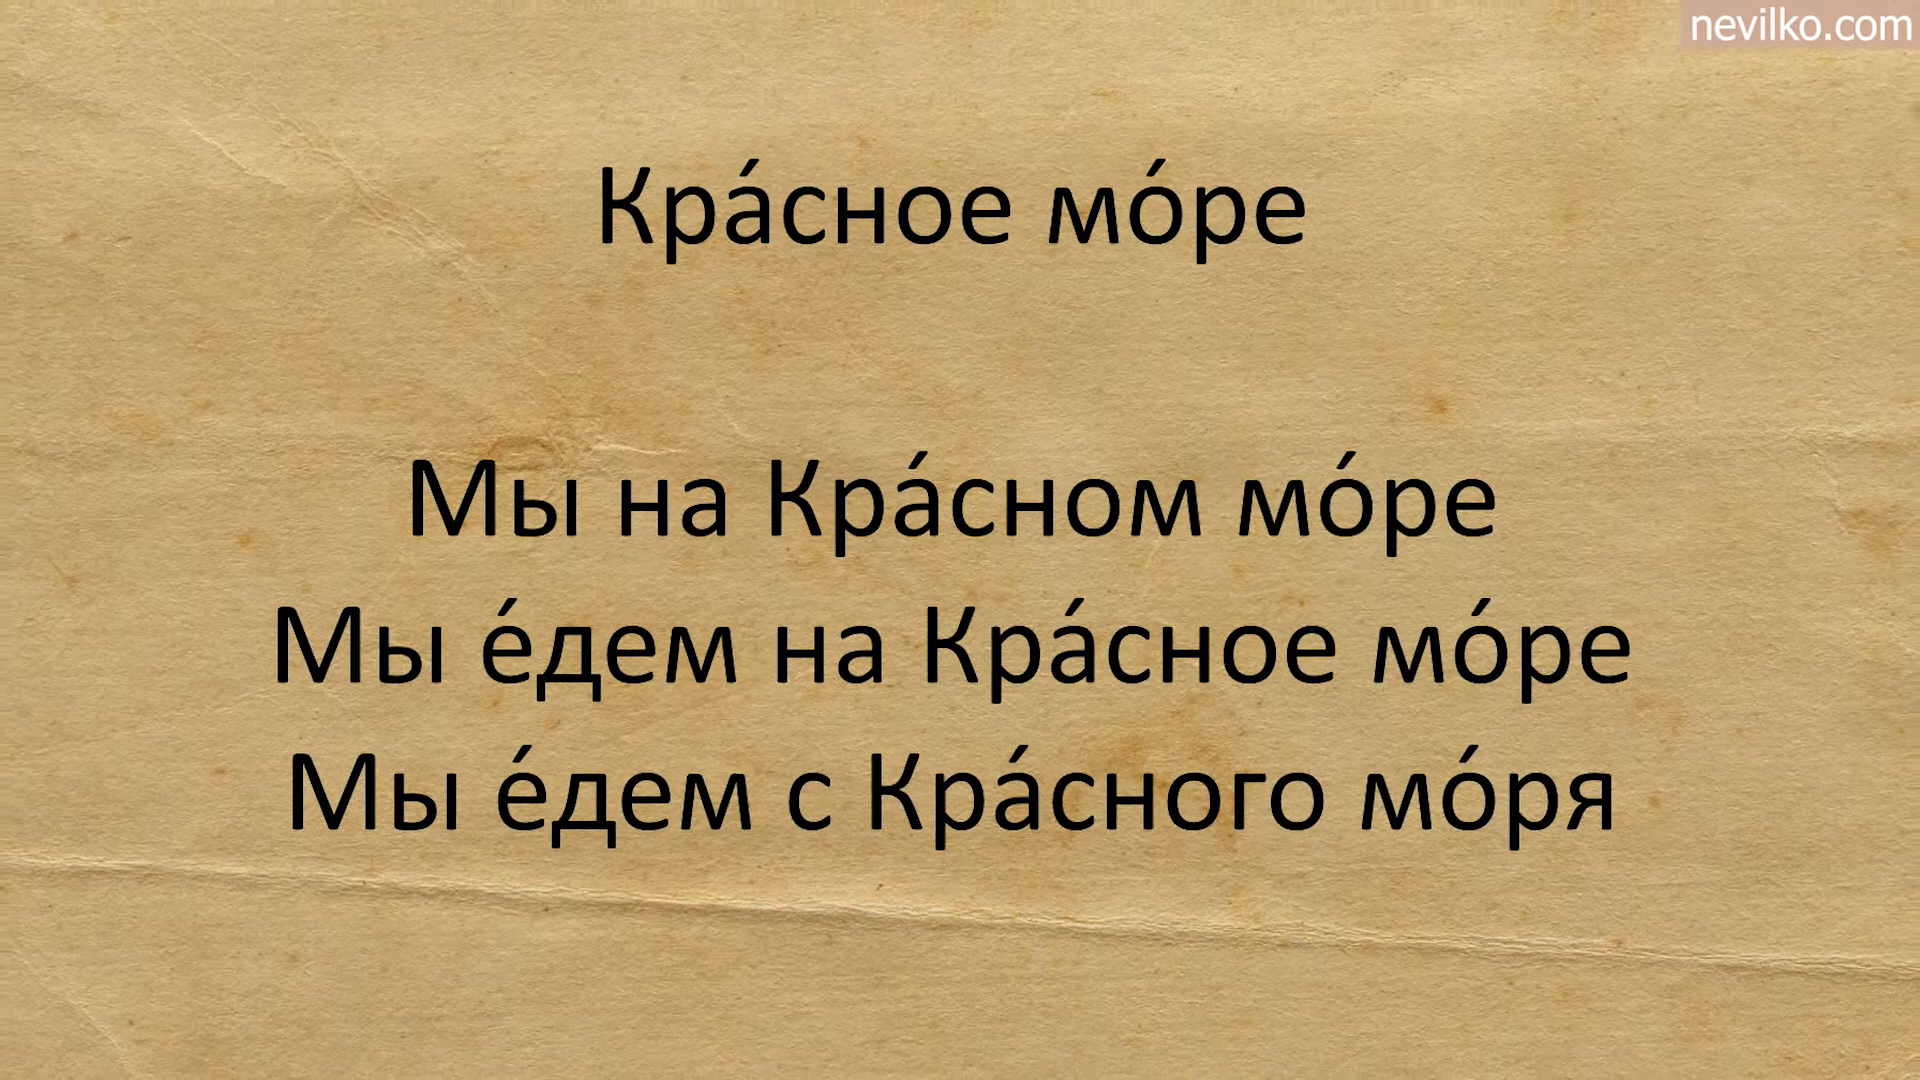 nevilko.com
Кра́сное мо́ре
Мы на Кра́сном мо́ре
Мы е́дем на Кра́сное мо́ре
Мы е́дем с Кра́сного мо́ря